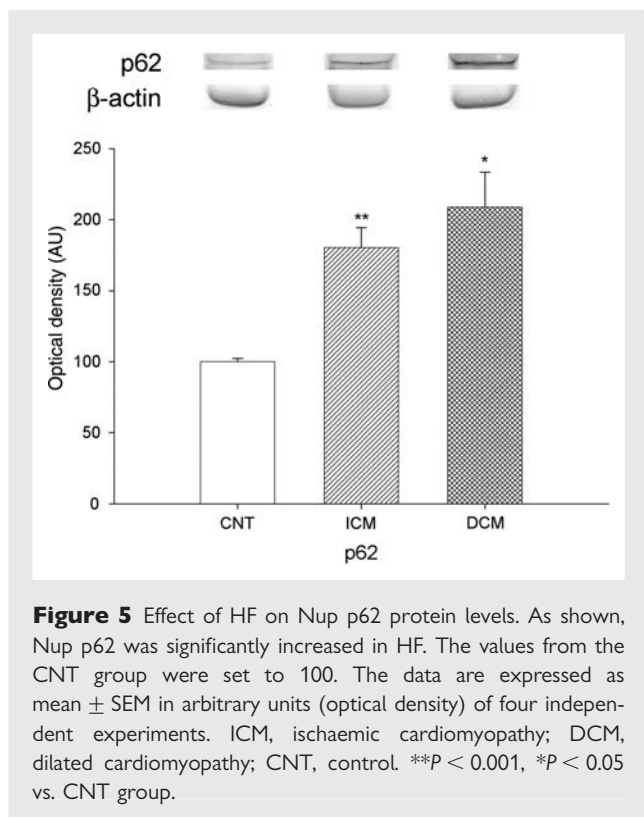 p62
β-actin
250
200
150
100
50
0
Optical density (AU)
**
*
CNT ICM DCM
p62
Figure 5 Effect of HF on Nup p62 protein levels. As shown,
Nup p62 was significantly increased in HF. The values from the
CNT group were set to 100. The data are expressed as
mean ± SEM in arbitrary units (optical density) of four indepen-
dent experiments. ICM, ischaemic cardiomyopathy; DCM,
dilated cardiomyopathy; CNT, control. **P < 0.001, *P < 0.05
vs. CNT group.